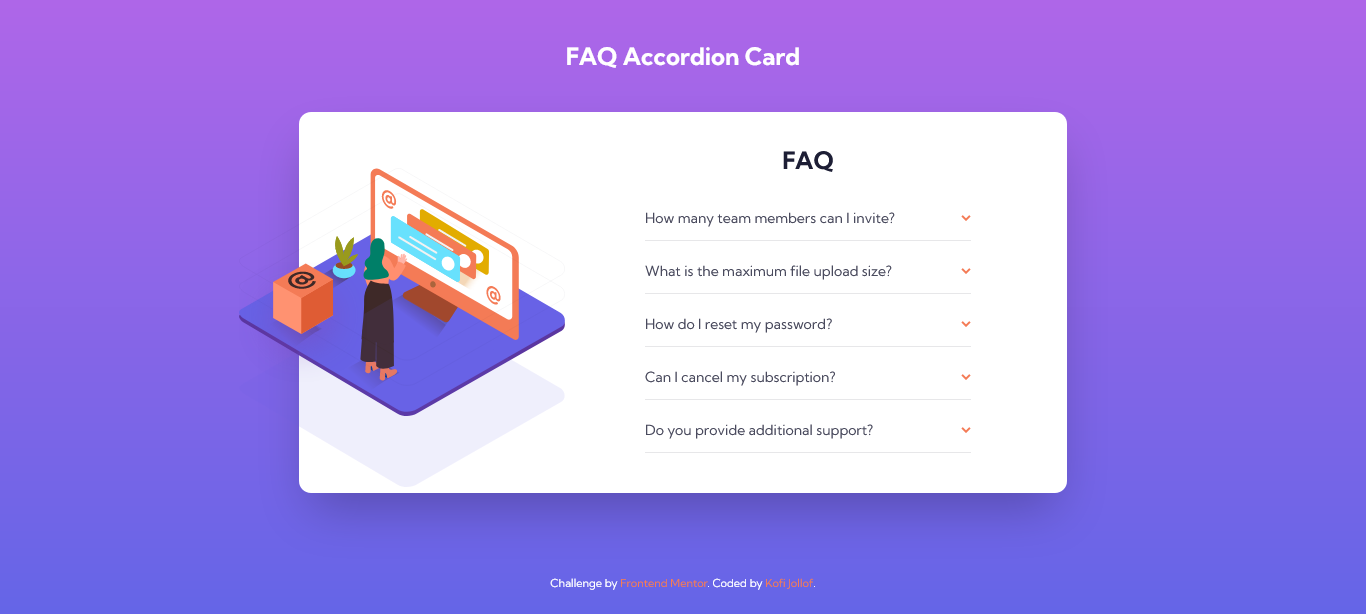 FAQ Accordion Card
FAQ
How many team members can I invite?
What is the maximum file upload size?
How do I reset my password?
Can I cancel my subscription?
Do you provide additional support?
@
@
@
Challenge by Frontend Mentor. Coded by Kofi Jollof.